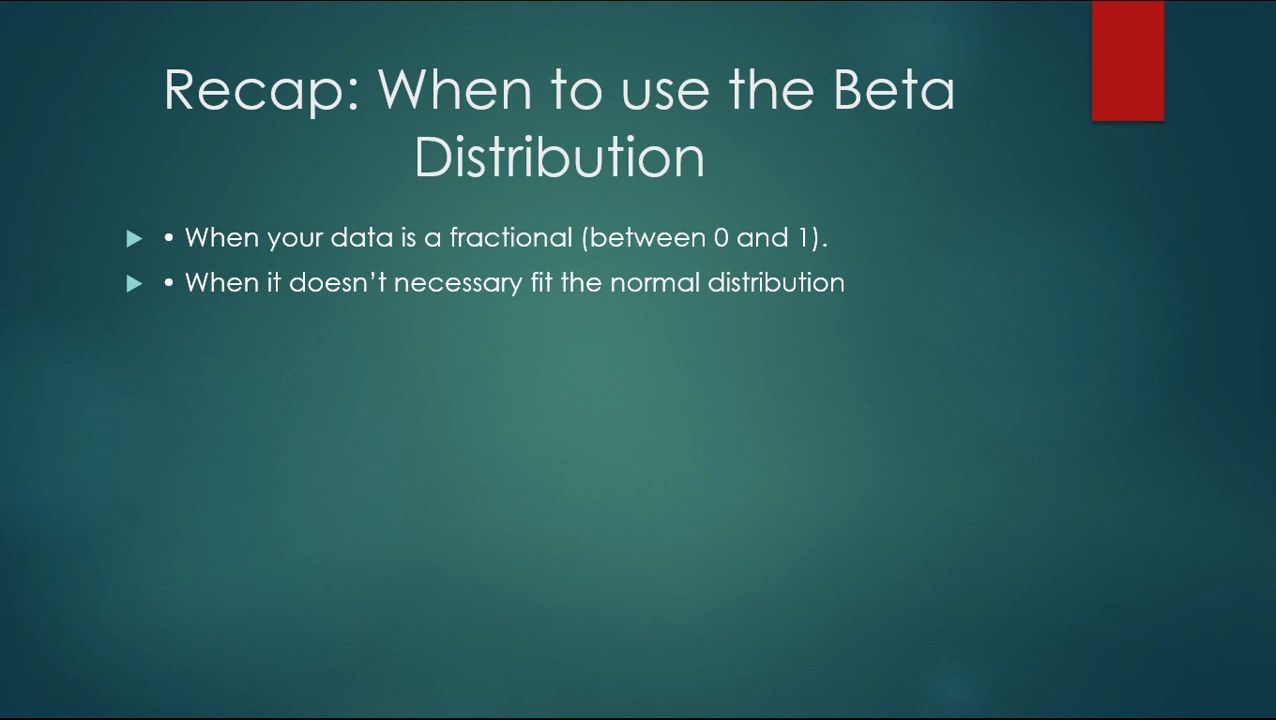 Recap: When to use the Beta
Distribution
• When your data is a fractional (between 0 and 1).
• When it doesn’t necessary fit the normal distribution